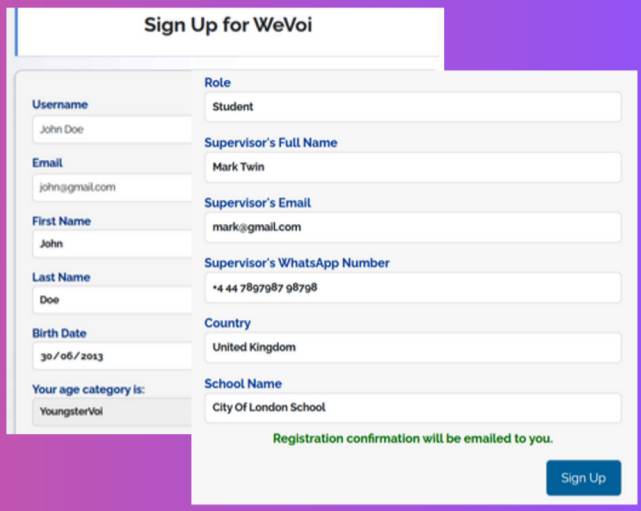 Sign Up for WeVoi
Username
John Doe
Email
john@gmail.com
First Name
John
Last Name
Doe
Birth Date
30/06/2013
Your age category is:
YoungsterVoi
Role
Student
Supervisor's Full Name
Mark Twin
Supervisor's Email
mark@gmail.com
Supervisor's WhatsApp Number
+4 44 7897987 98798
Country
United Kingdom
School Name
City Of London School
Registration confirmation will be emailed to you.
Sign Up